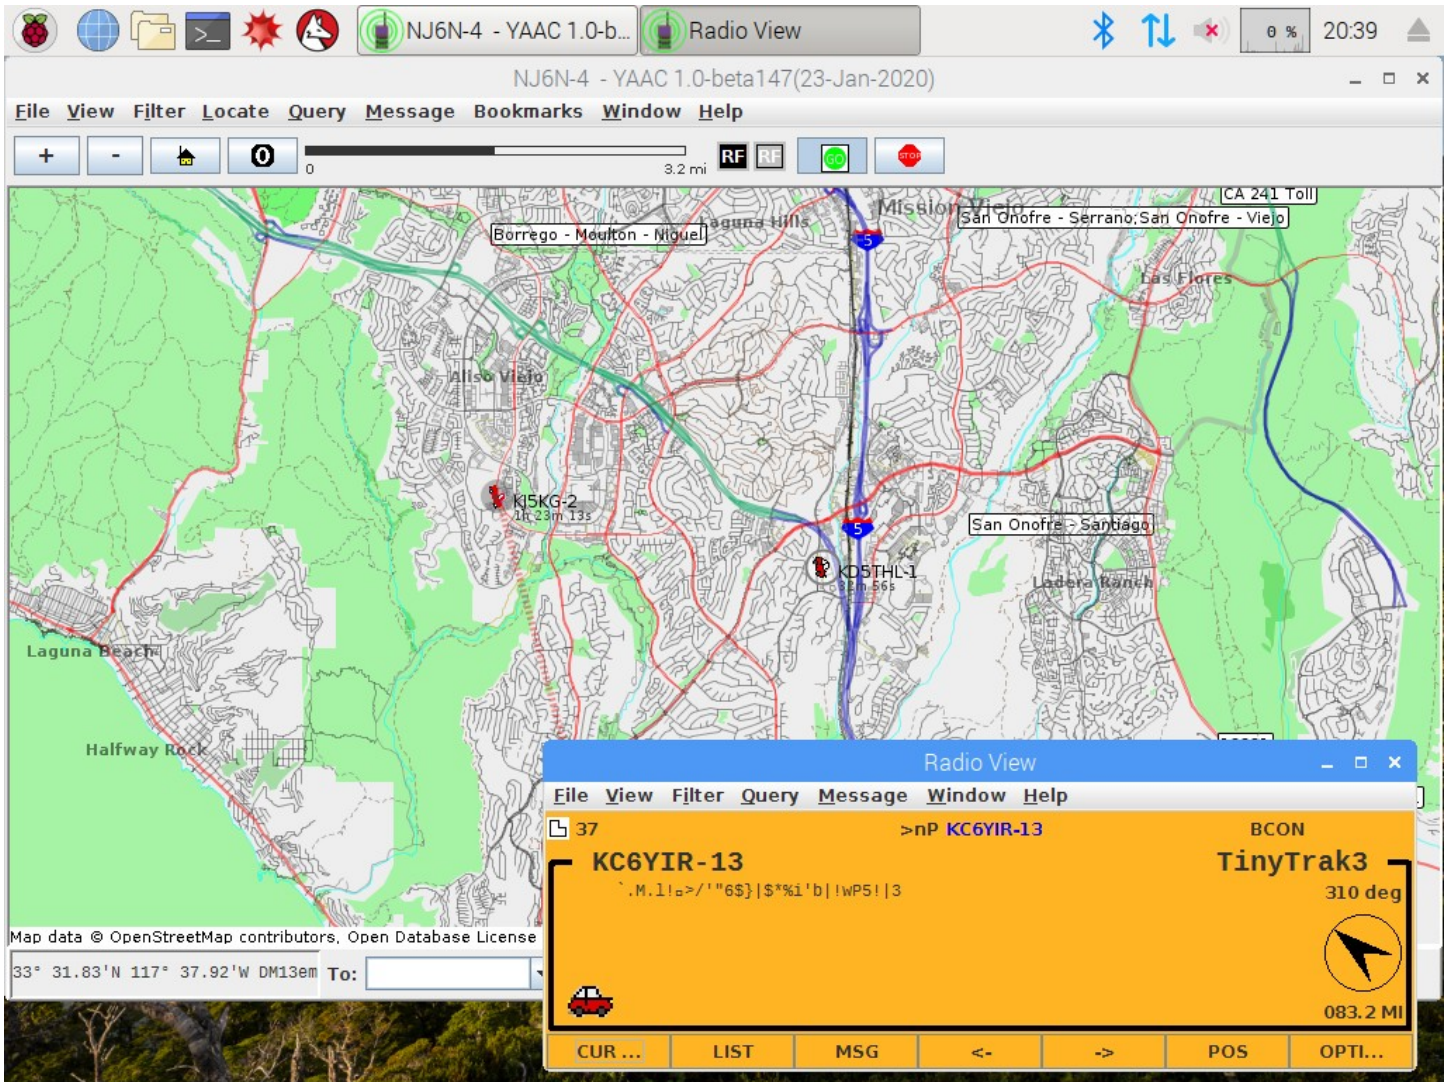 NJ6N-4 - YAAC 1.0-b...
Radio View
0 %
20:39
NJ6N-4 - YAAC 1.0-beta147(23-Jan-2020)
File View Filter Locate Query Message Bookmarks Window Help
+
-
0
0
3.2 mi
RF
RF
GO
STOP
CA 241 Toll
Mission Viejo
San Onofre - Serrano;San Onofre - Viejo
Laguna Hills
Borrego - Moulton - Niguel
5
Las Flores
Aliso Viejo
KJ5KG-2
1h 23m 13s
5
San Onofre - Santiago
KD5THL-1
32m 56s
Ladera Ranch
Laguna Beach
Halfway Rock
Map data © OpenStreetMap contributors, Open Database License
33° 31.83'N 117° 37.92'W DM13em
To:
Radio View
File View Filter Query Message Window Help
37
>nP KC6YIR-13
BCON
KC6YIR-13
TinyTrak3
310 deg
083.2 MI
CUR ...
LIST
MSG
<-
->
POS
OPTI...